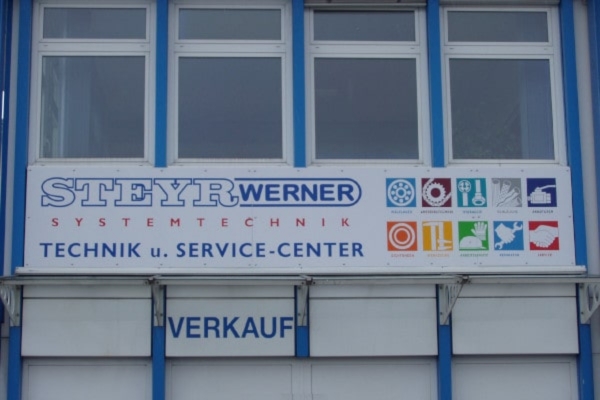 STEYR WERNER
SYSTEMTECHNIK
TECHNIK u. SERVICE-CENTER
VERKAUF